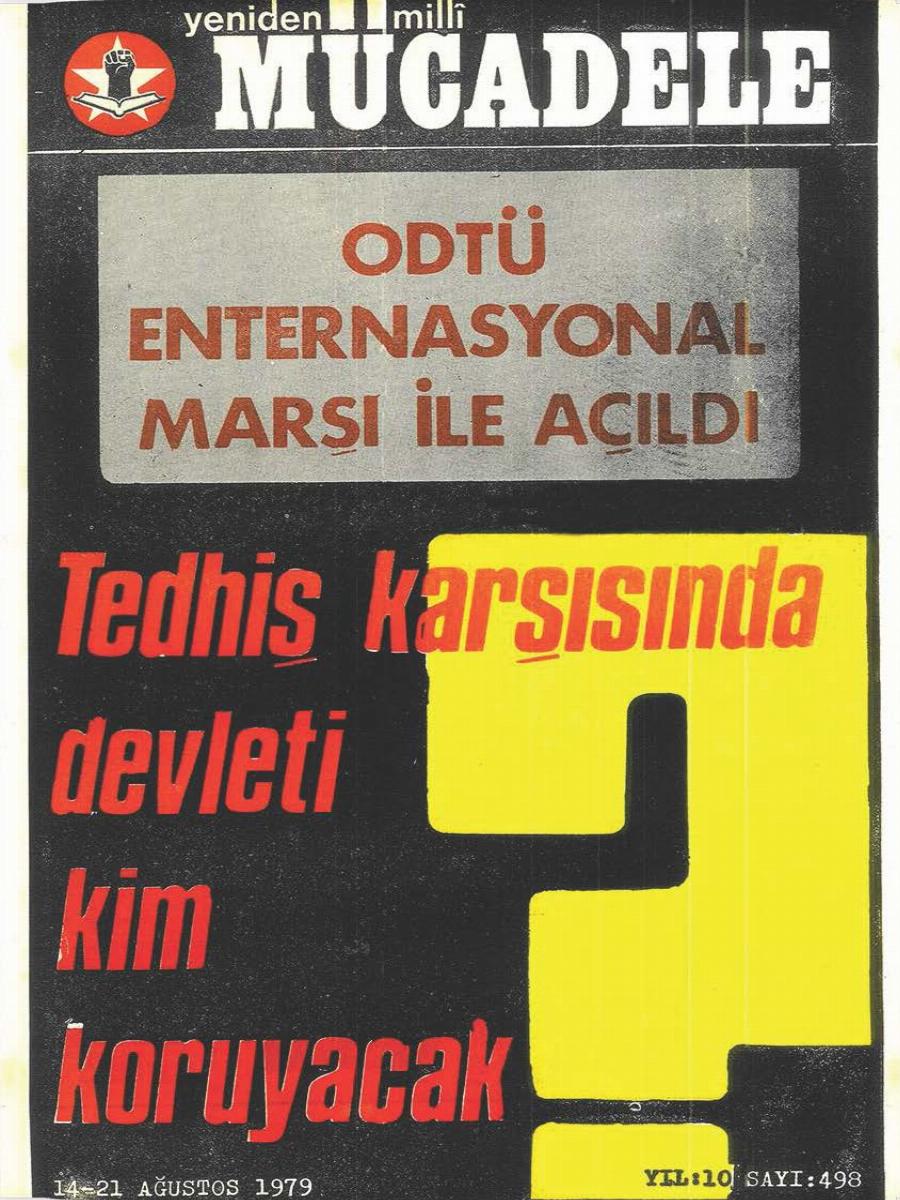 yeniden millî
MÜCADELE
ODTÜ
ENTERNASYONAL
MARŞI İLE AÇILDI
Tedhiş karşısında
devleti
kim
koruyacak
?
14-21 AĞUSTOS 1979
YIL:10 SAYI:498